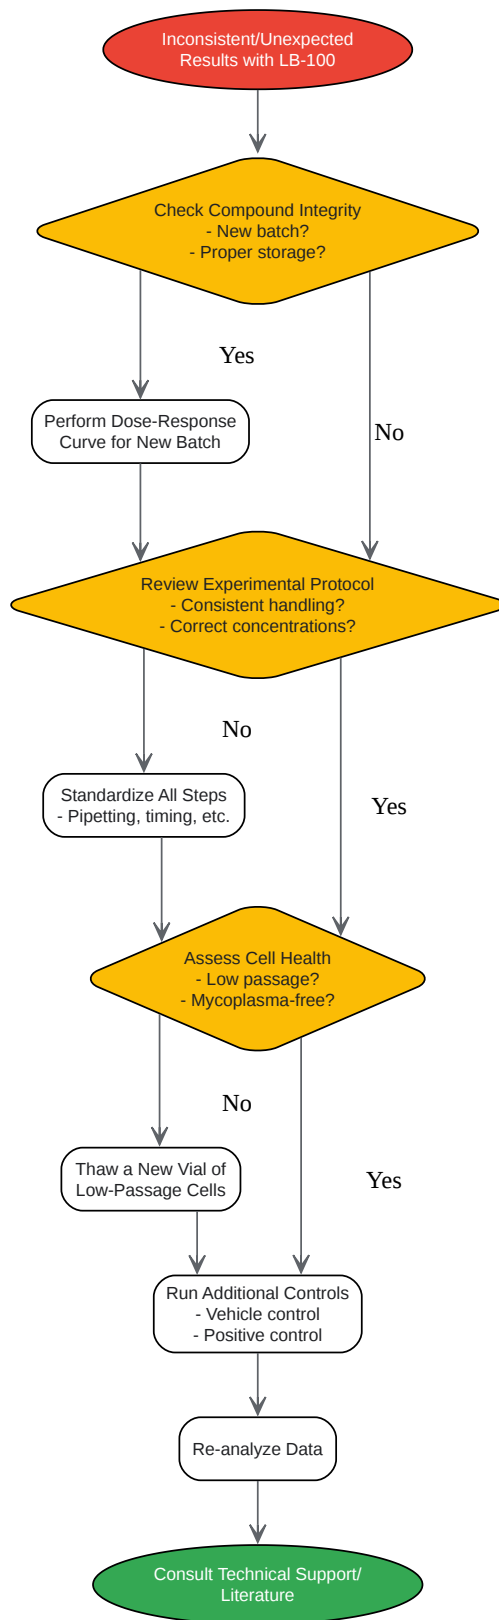 Inconsistent/Unexpected
Results with LB-100
Check Compound Integrity
- New batch?
- Proper storage?
Yes
Perform Dose-Response
Curve for New Batch
No
Review Experimental Protocol
- Consistent handling?
- Correct concentrations?
No
Standardize All Steps
- Pipetting, timing, etc.
Yes
Assess Cell Health
- Low passage?
- Mycoplasma-free?
No
Thaw a New Vial of
Low-Passage Cells
Yes
Run Additional Controls
- Vehicle control
- Positive control
Re-analyze Data
Consult Technical Support/
Literature